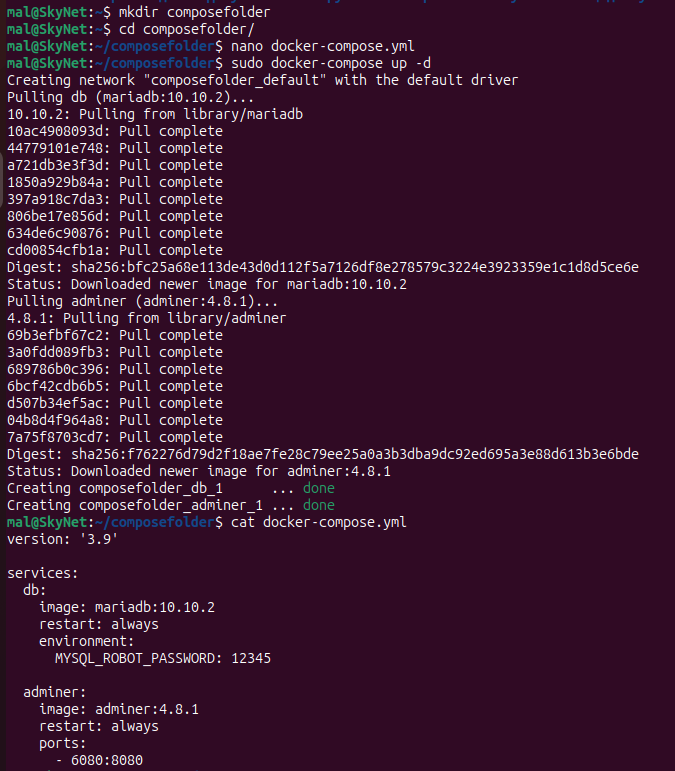 mal@SkyNet:~$ mkdir composefolder
mal@SkyNet:~$ cd composefolder/
mal@SkyNet:~/composefolder$ nano docker-compose.yml
mal@SkyNet:~/composefolder$ sudo docker-compose up -d
Creating network "composefolder_default" with the default driver
Pulling db (mariadb:10.10.2)...
10.10.2: Pulling from library/mariadb
10ac4908093d: Pull complete
44779101e748: Pull complete
a721db3e3f3d: Pull complete
1850a929b84a: Pull complete
397a918c7da3: Pull complete
806be17e856d: Pull complete
634de6c90876: Pull complete
cd00854cfb1a: Pull complete
Digest: sha256:bfc25a68e113de43d0d112f5a7126df8e278579c3224e3923359e1c1d8d5ce6e
Status: Downloaded newer image for mariadb:10.10.2
Pulling adminer (adminer:4.8.1)...
4.8.1: Pulling from library/adminer
69b3efbf67c2: Pull complete
3a0fdd089fb3: Pull complete
689786b0c396: Pull complete
6bcf42cdb6b5: Pull complete
d507b34ef5ac: Pull complete
04b8d4f964a8: Pull complete
7a75f8703cd7: Pull complete
Digest: sha256:f762276d79d2f18ae7fe28c79ee25a0a3b3dba9dc92ed695a3e88d613b3e6bde
Status: Downloaded newer image for adminer:4.8.1
Creating composefolder_db_1      ... done
Creating composefolder_adminer_1 ... done
mal@SkyNet:~/composefolder$ cat docker-compose.yml
version: '3.9'

services:
  db:
    image: mariadb:10.10.2
    restart: always
    environment:
      MYSQL_ROBOT_PASSWORD: 12345

  adminer:
    image: adminer:4.8.1
    restart: always
    ports:
      - 6080:8080